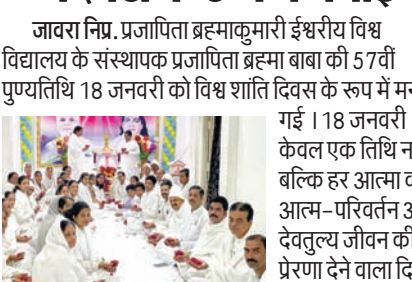 जावरा निप्र. प्रजापिता ब्रह्माकुमारी ईश्वरीय विश्व
विद्यालय के संस्थापक प्रजापिता ब्रह्मा बाबा की 57वीं
पुण्यतिथि 18 जनवरी को विश्व शांति दिवस के रूप में
गई । 18 जनवरी
केवल एक तिथि
बल्कि हर आत्मा
आत्म-परिवर्तन
देवतुल्य जीवन की
प्रेरणा देने वाला